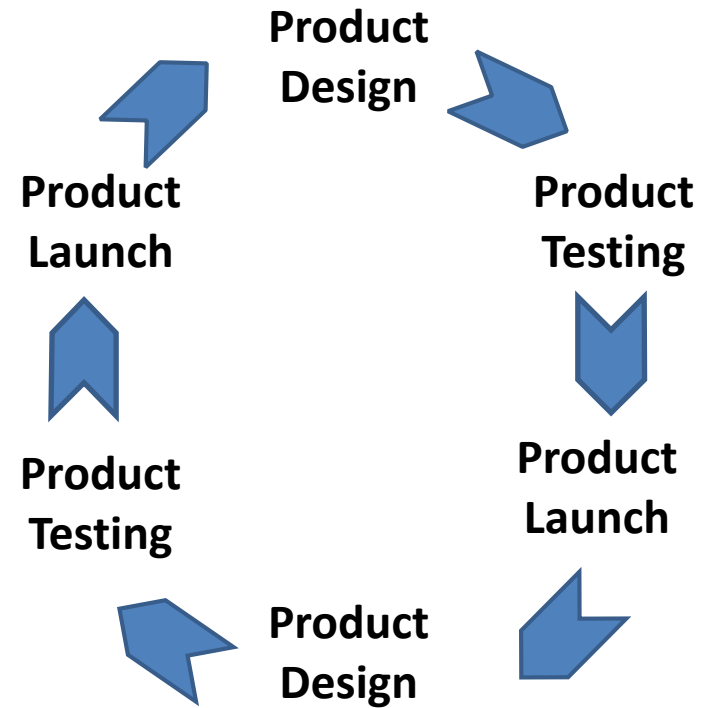 Product
Design
Product
Testing
Product
Launch
Product
Design
Product
Testing
Product
Launch